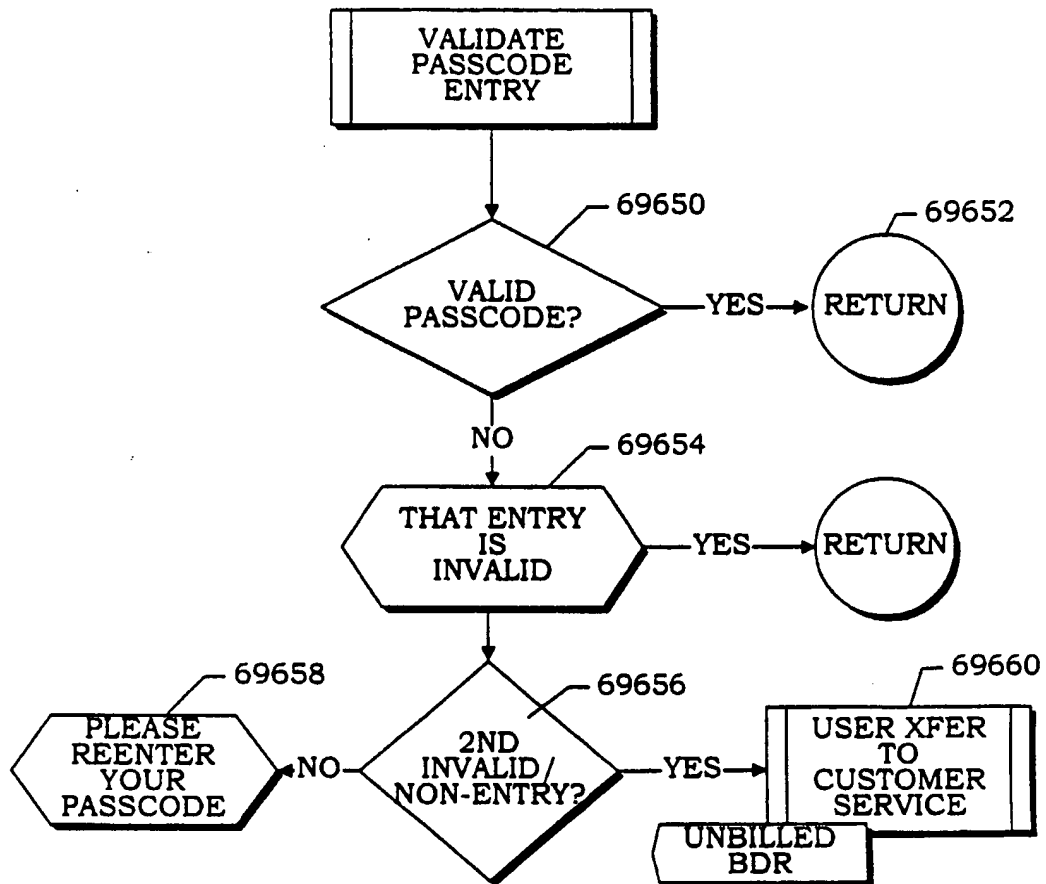 VALIDATE
PASSCODE
ENTRY
69650
69652
VALID
PASSCODE?
YES
RETURN
NO
69654
THAT ENTRY
IS
INVALID
YES
RETURN
69658
69656
69660
PLEASE
REENTER
YOUR
PASSCODE
NO
2ND
INVALID/
NON-ENTRY?
YES
USER XFER
TO
CUSTOMER
SERVICE
UNBILLED
BDR